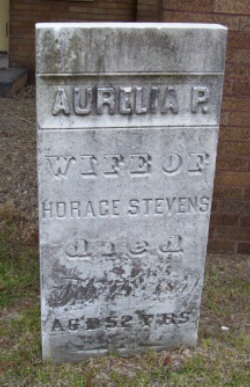 AURELIA P.
WIFE OF
HORACE STEVENS
died
AGED 52 YRS